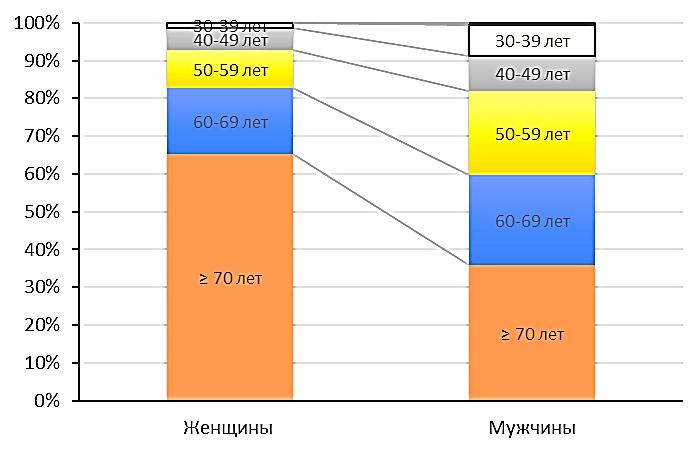 100%
90%
80%
70%
60%
50%
40%
30%
20%
10%
0%
30-39 лет
40-49 лет
50-59 лет
60-69 лет
≥ 70 лет
30-39 лет
40-49 лет
50-59 лет
60-69 лет
≥ 70 лет
Женщины
Мужчины